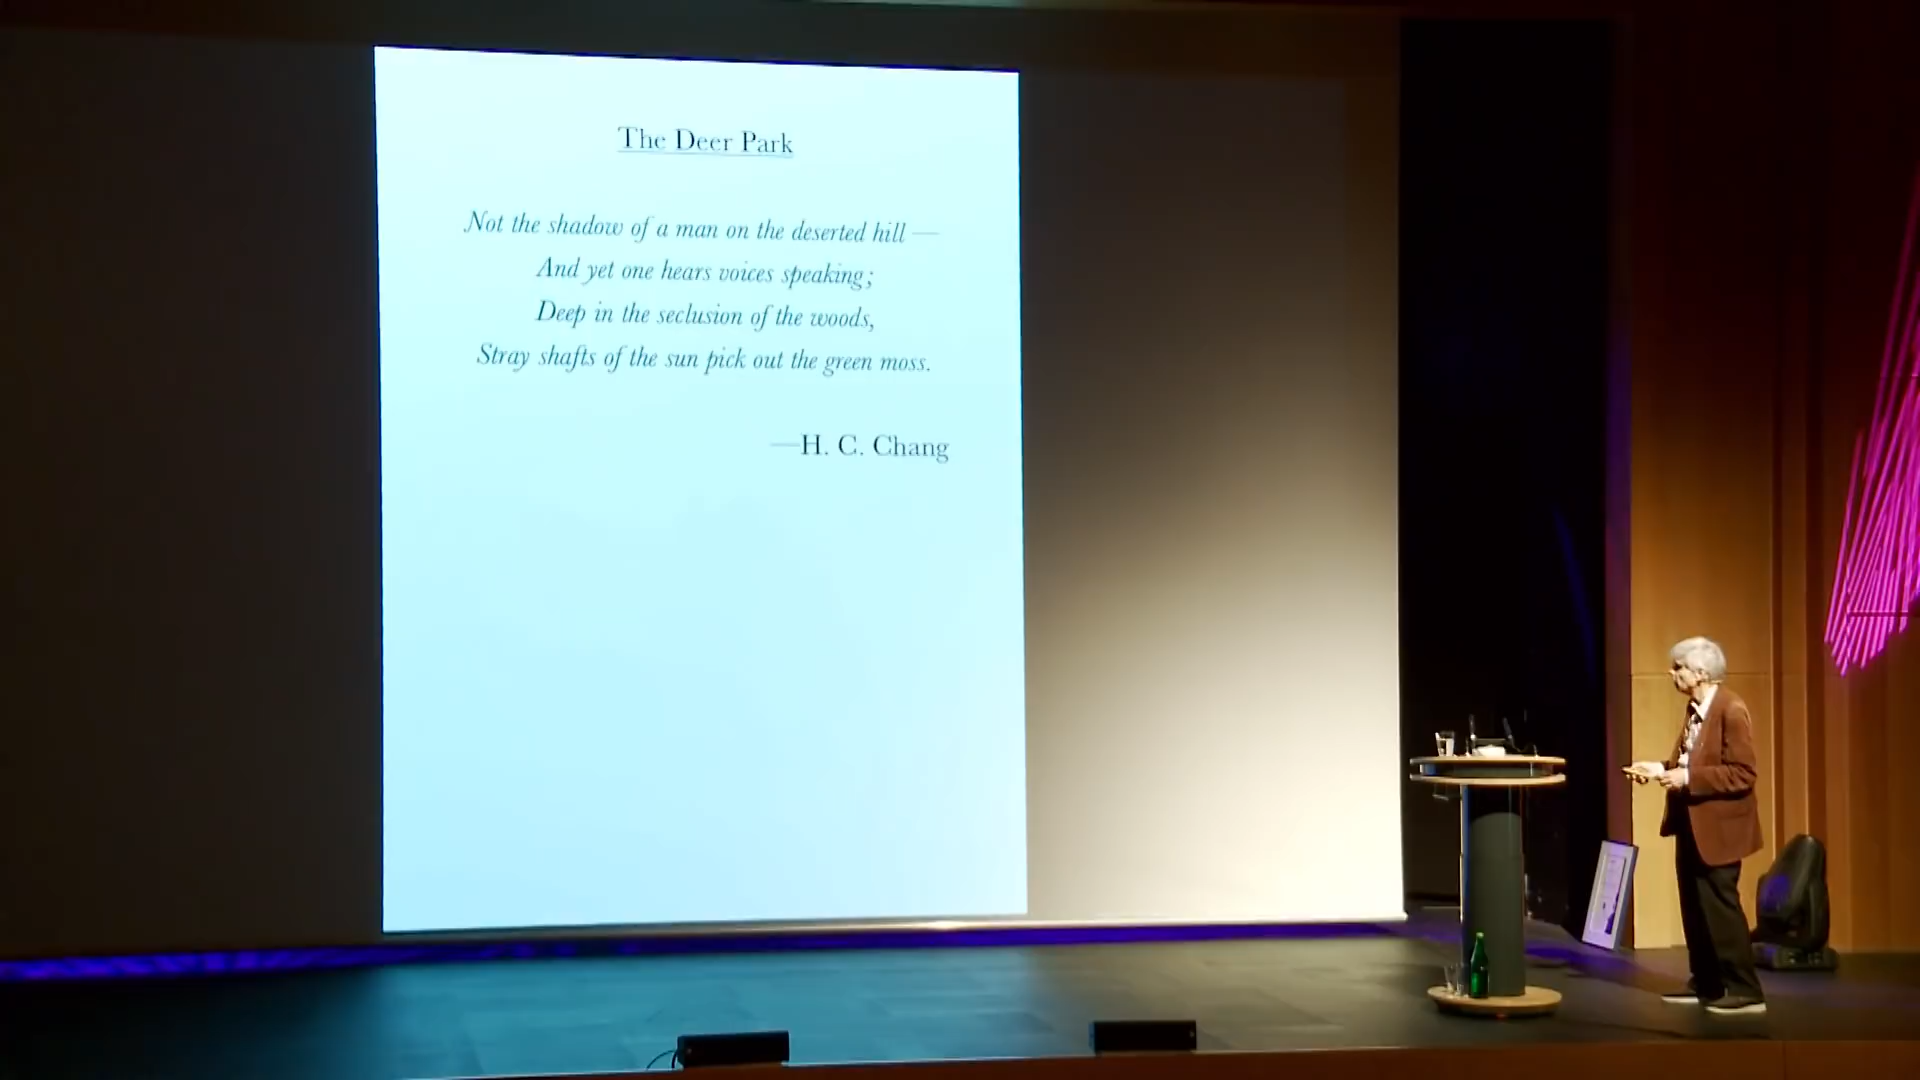 The Deer Park
Not the shadow of a man on the deserted hill —
And yet one hears voices speaking;
Deep in the seclusion of the woods,
Stray shafts of the sun pick out the green moss.
—H. C. Chang